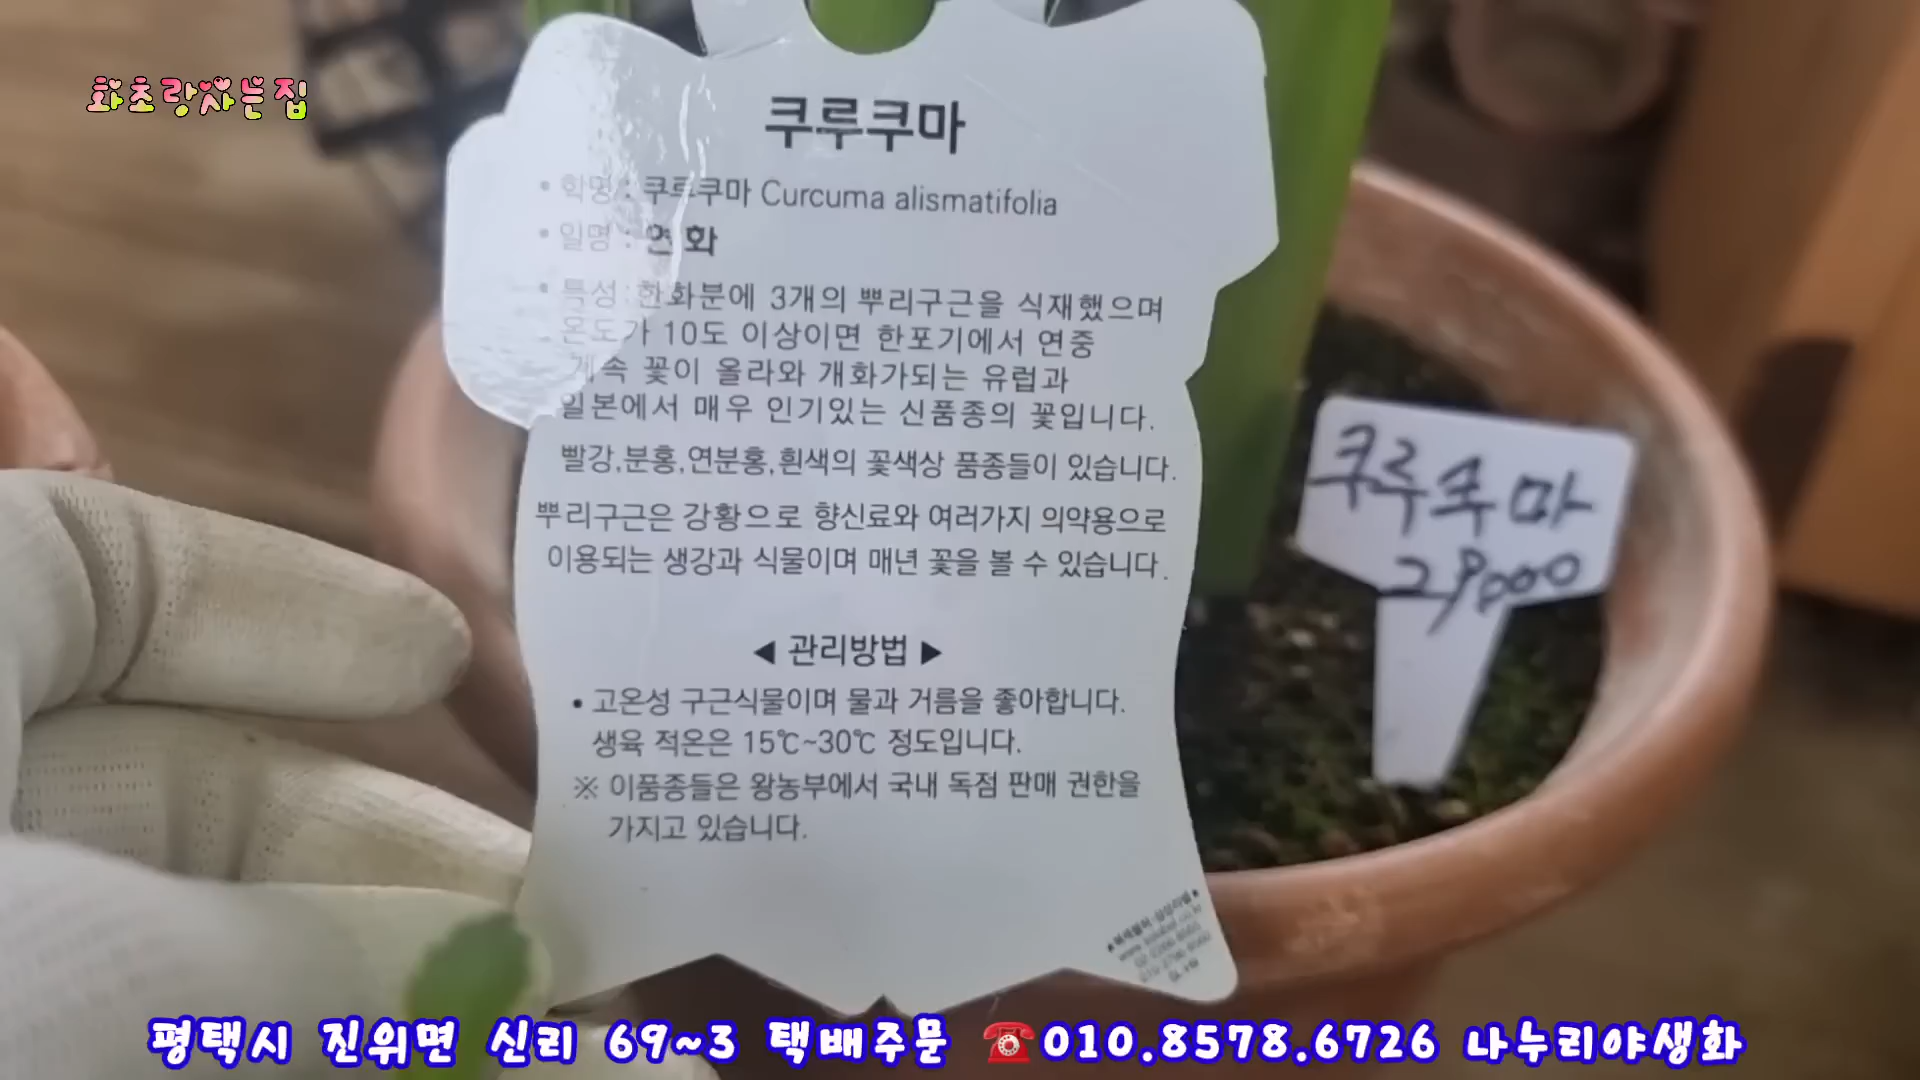 화초랑사는집
쿠루쿠마
• 학명 : 쿠루쿠마 Curcuma alismatifolia
• 일명 : 연화
• 특성 : 한화분에 3개의 뿌리구근을 식재했으며
온도가 10도 이상이면 한포기에서 연중
계속 꽃이 올라와 개화가되는 유럽과
일본에서 매우 인기있는 신품종의 꽃입니다.
빨강,분홍,연분홍,흰색의 꽃색상 품종들이 있습니다.
뿌리구근은 강황으로 향신료와 여러가지 의약용으로
이용되는 생강과 식물이며 매년 꽃을 볼 수 있습니다.
◀ 관리방법 ▶
• 고온성 구근식물이며 물과 거름을 좋아합니다.
생육 적온은 15℃~30℃ 정도입니다.
※ 이품종들은 왕농부에서 국내 독점 판매 권한을
가지고 있습니다.
쿠루쿠마
29,000
평택시 진위면 신리 69~3 택배주문 ☎010.8578.6726 나누리야생화